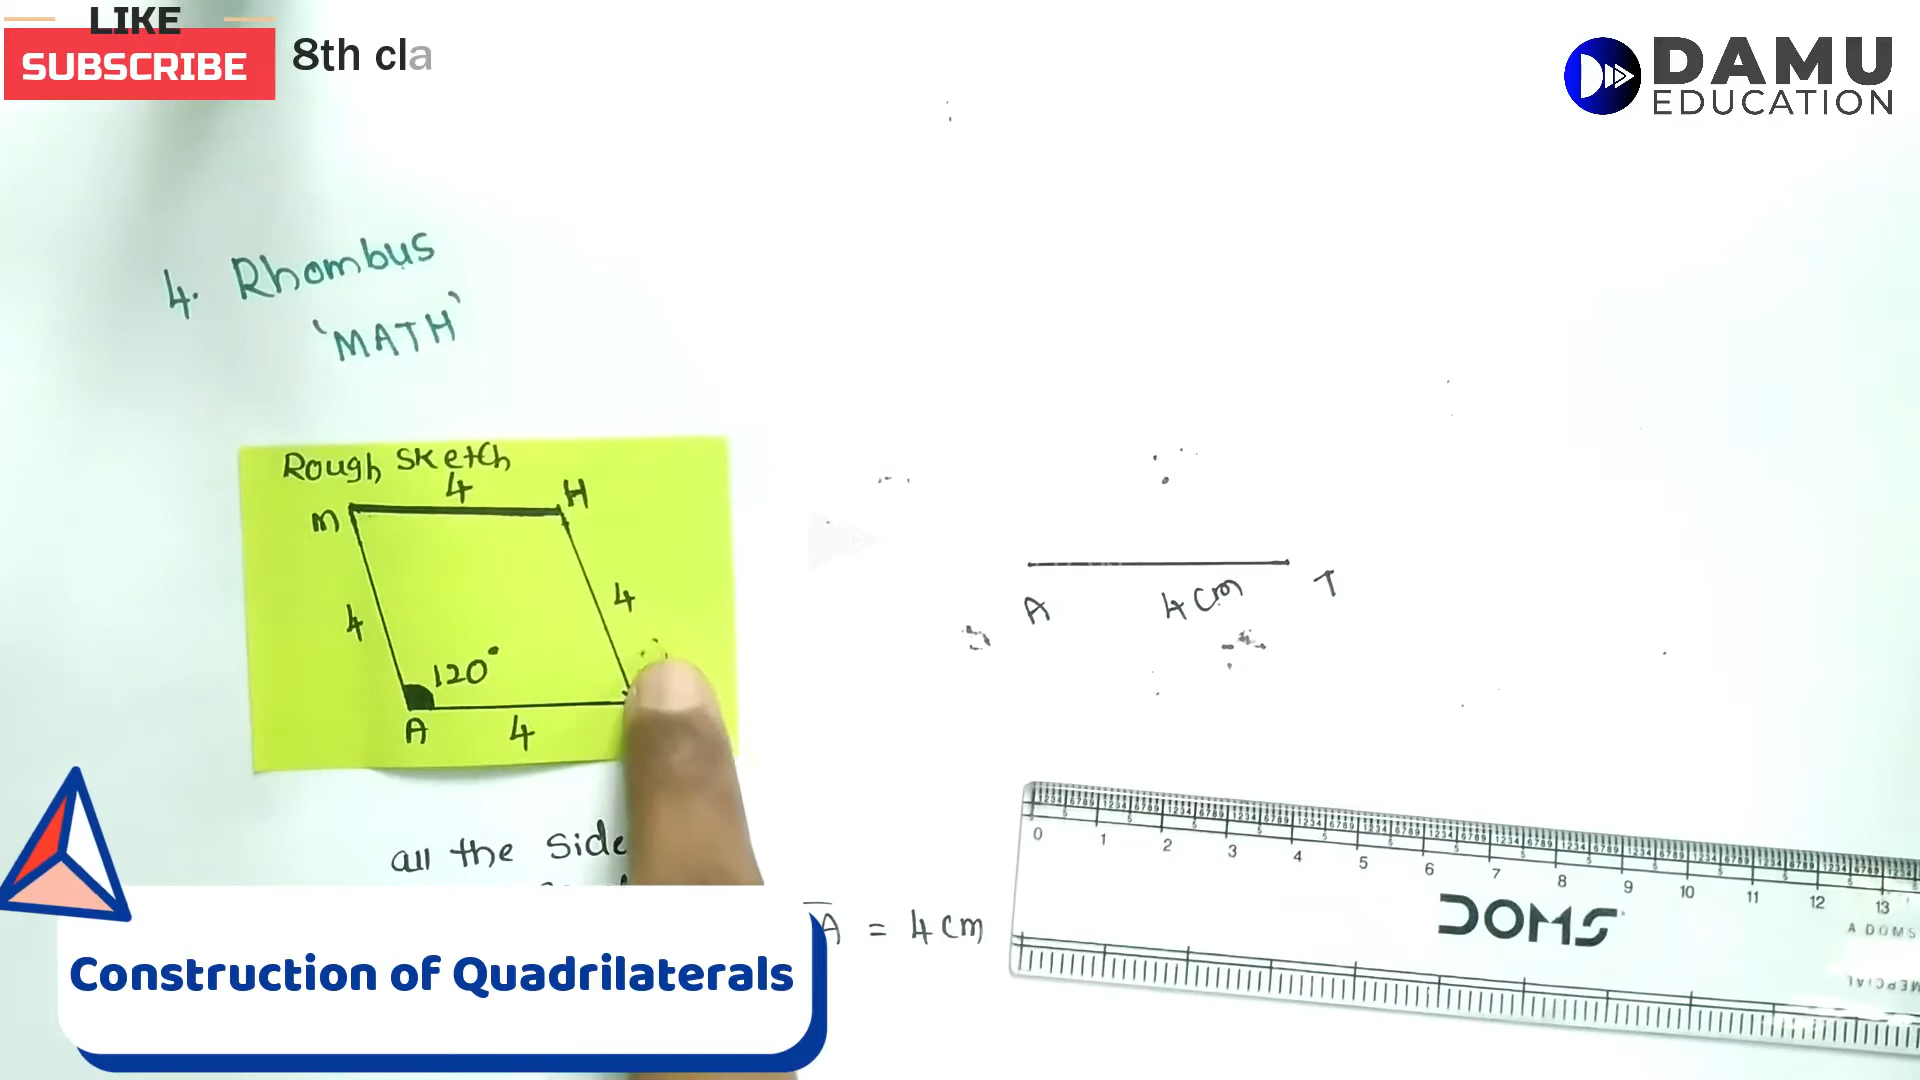 LIKE
SUBSCRIBE
8th cla
DAMU
EDUCATION
4. Rhombus
'MATH'
Rough Sketch
4
M
H
4
4
120°
A
4
A
4 cm
T
all the side
A = 4 cm
0 1 2 3 4 5 6 7 8 9 10 11 12 13
DOMS
A DOMS
Construction of Quadrilaterals